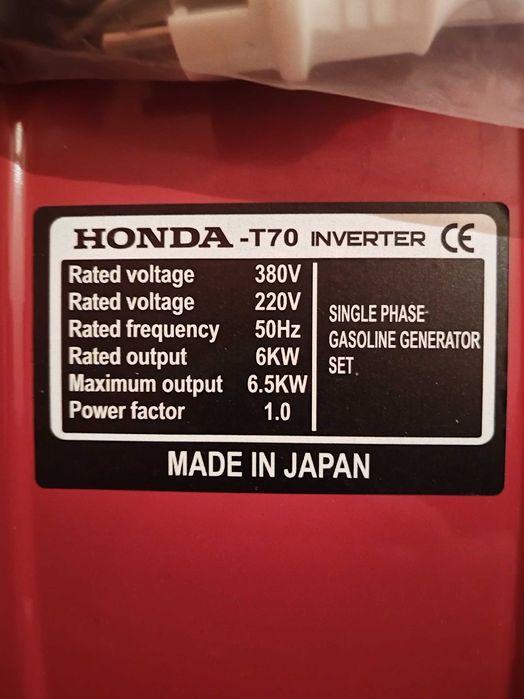 HONDA -T70 INVERTER CE
Rated voltage 380V
Rated voltage 220V
Rated frequency 50Hz
Rated output 6KW
Maximum output 6.5KW
Power factor 1.0
SINGLE PHASE
GASOLINE GENERATOR
SET
MADE IN JAPAN